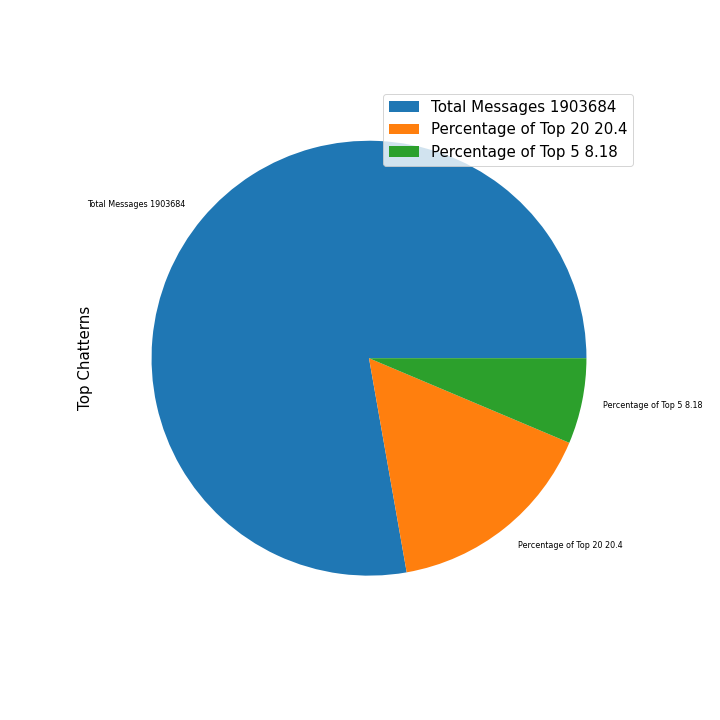 Total Messages 1903684
Percentage of Top 20 20.4
Percentage of Top 5 8.18
Total Messages 1903684
Top Chatterns
Percentage of Top 5 8.18
Percentage of Top 20 20.4